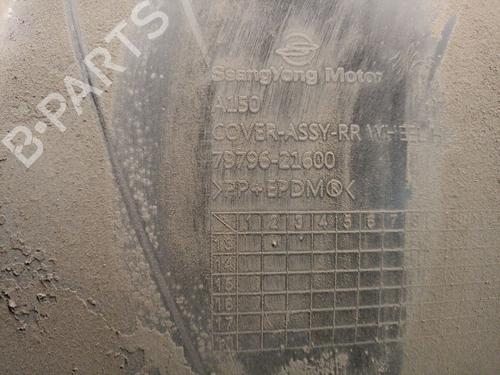 SsangYong Motor
A150
COVER-ASSY-RR WHEEL
79796-21600
>PP+EPDM®<
1 2 3 4 5 6 7
13
14
15
16
17
B-PARTS